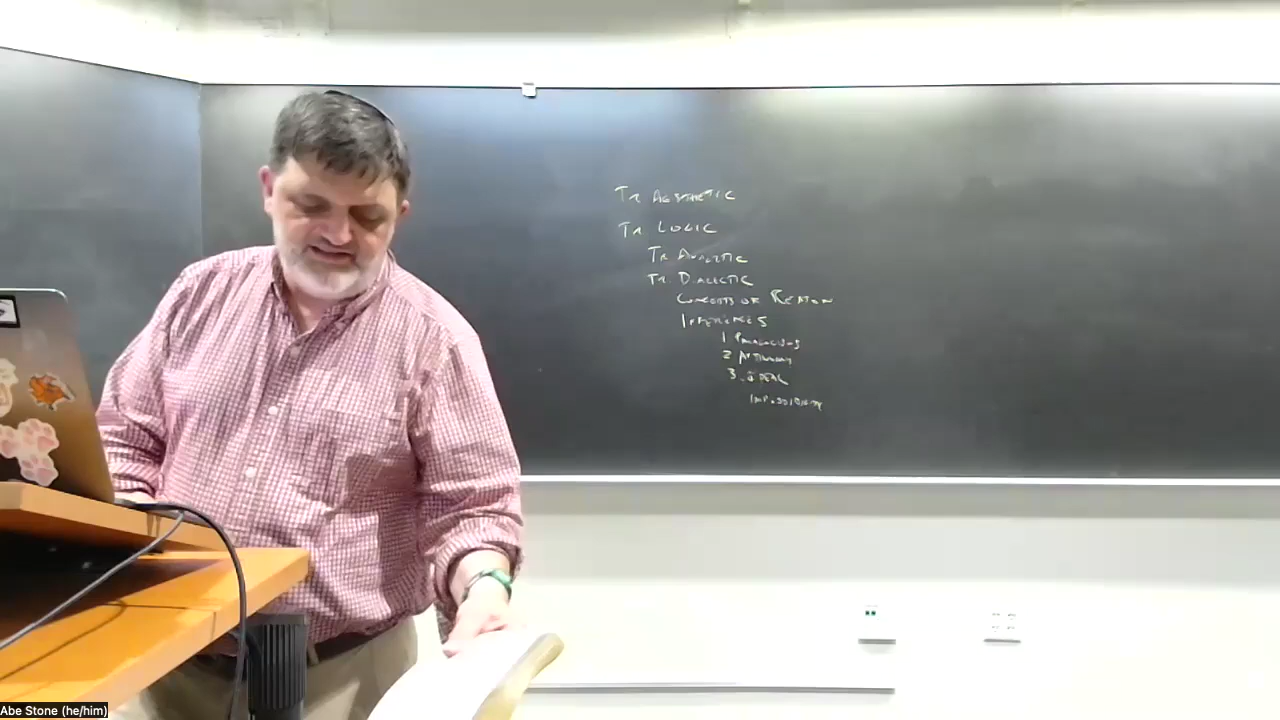 Tr Aesthetic
Tr Logic
Tr Analytic
Tr. Dialectic
Concepts of Reason
Inferences
1 Paralogisms
2 Antinomy
3 Ideal
Impossibility
Abe Stone (he/him)